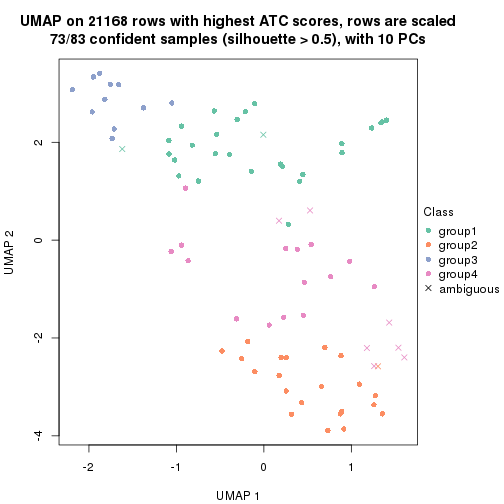 UMAP on 21168 rows with highest ATC scores, rows are scaled
73/83 confident samples (silhouette > 0.5), with 10 PCs
2
0
-2
-4
UMAP 2
-2
-1
0
1
UMAP 1
Class
group1
group2
group3
group4
ambiguous